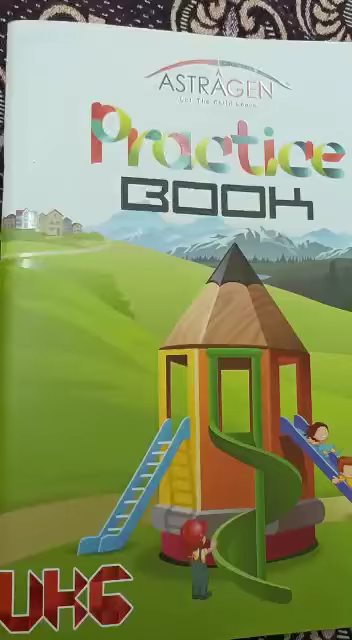 ASTRAGEN
Let The Child Learn
Practice
BOOK
UKG